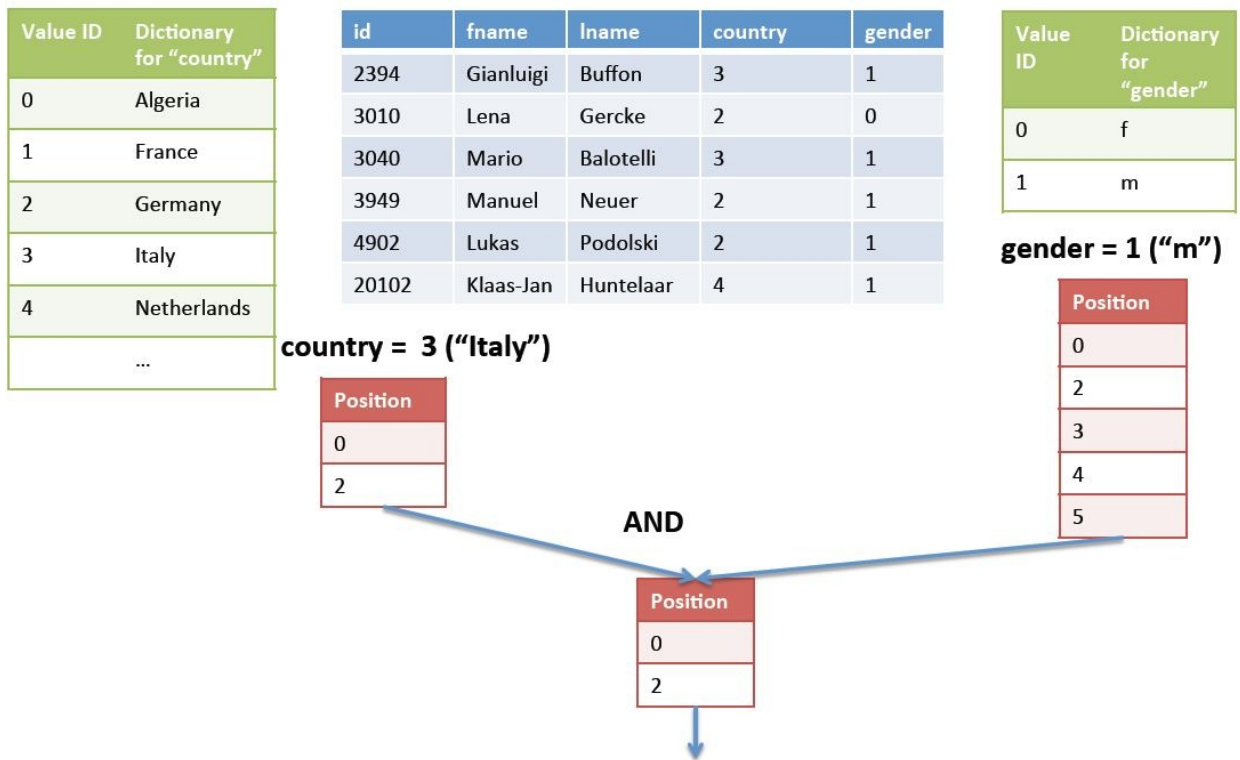 Value ID Dictionary for “country”
0 Algeria
1 France
2 Germany
3 Italy
4 Netherlands
...
id fname lname country gender
2394 Gianluigi Buffon 3 1
3010 Lena Gercke 2 0
3040 Mario Balotelli 3 1
3949 Manuel Neuer 2 1
4902 Lukas Podolski 2 1
20102 Klaas-Jan Huntelaar 4 1
Value ID Dictionary for “gender”
0 f
1 m
country = 3 (“Italy”)
Position
0
2
gender = 1 (“m”)
Position
0
2
3
4
5
AND
Position
0
2